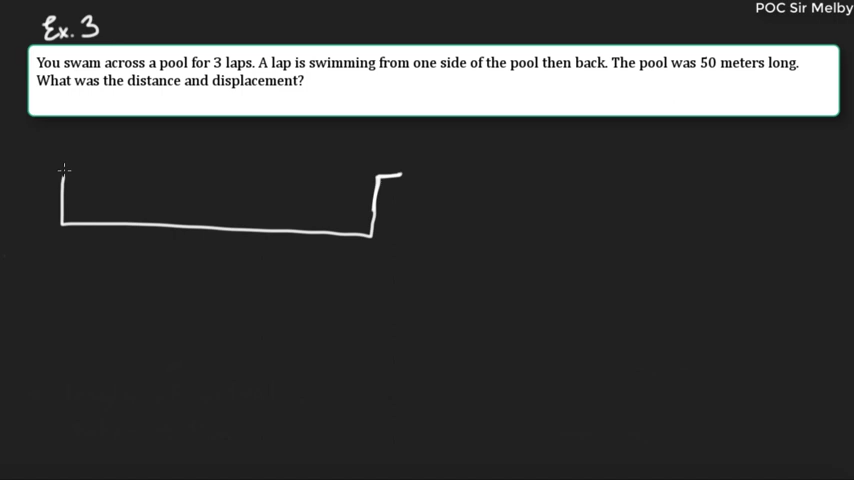 POC Sir Melby
Ex. 3
You swam across a pool for 3 laps. A lap is swimming from one side of the pool then back. The pool was 50 meters long.
What was the distance and displacement?